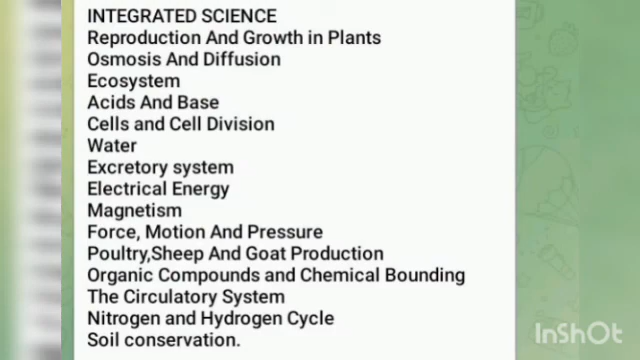 INTEGRATED SCIENCE
Reproduction And Growth in Plants
Osmosis And Diffusion
Ecosystem
Acids And Base
Cells and Cell Division
Water
Excretory system
Electrical Energy
Magnetism
Force, Motion And Pressure
Poultry,Sheep And Goat Production
Organic Compounds and Chemical Bounding
The Circulatory System
Nitrogen and Hydrogen Cycle
Soil conservation.
InShOt